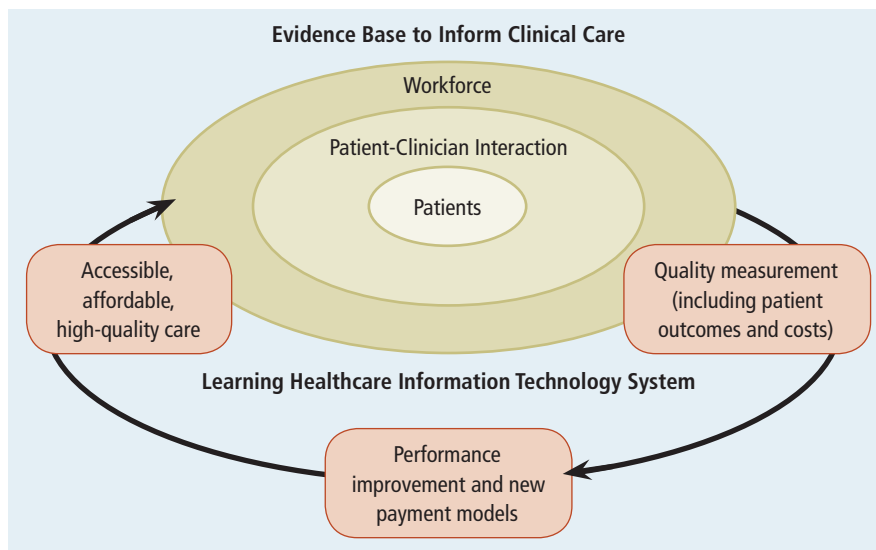 Evidence Base to Inform Clinical Care
Workforce
Patient-Clinician Interaction
Patients
Accessible,
affordable,
high-quality care
Quality measurement
(including patient
outcomes and costs)
Learning Healthcare Information Technology System
Performance
improvement and new
payment models